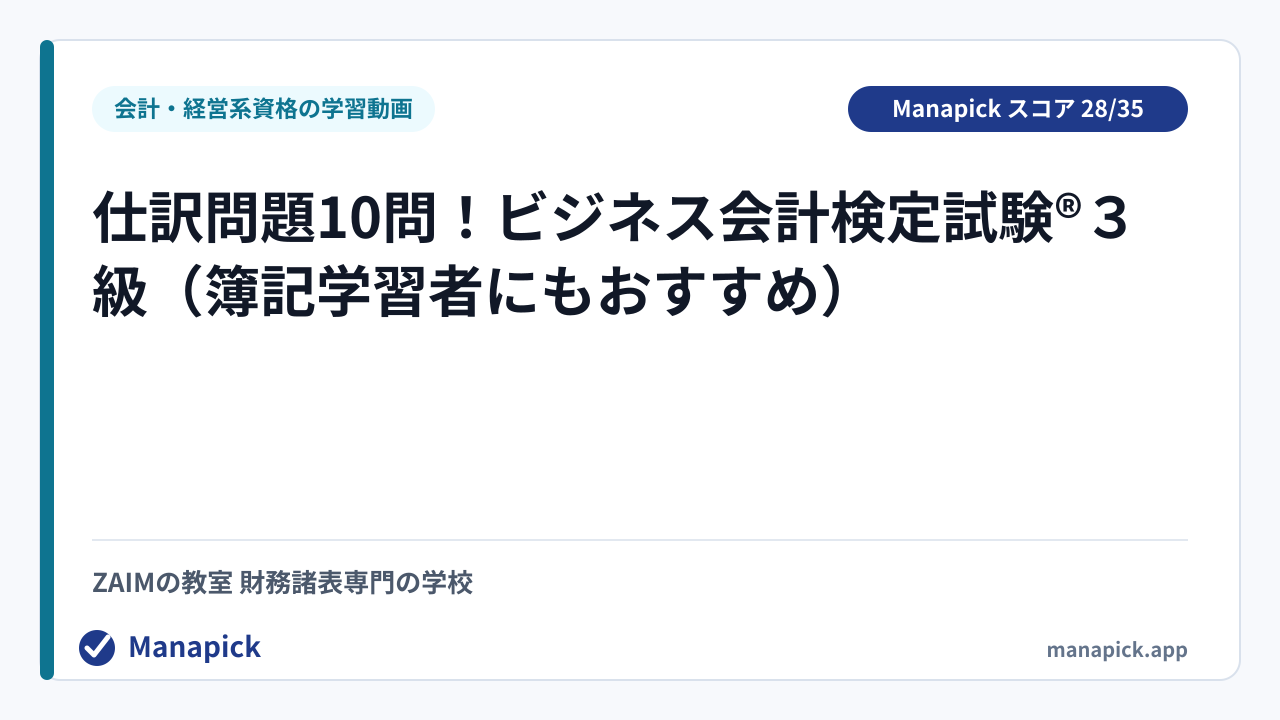 会計・経営系資格の学習動画
Manapick スコア 28/35
仕訳問題10問！ビジネス会計検定試験®３
級（簿記学習者にもおすすめ）
ZAIMの教室 財務諸表専門の学校
Manapick
manapick.app